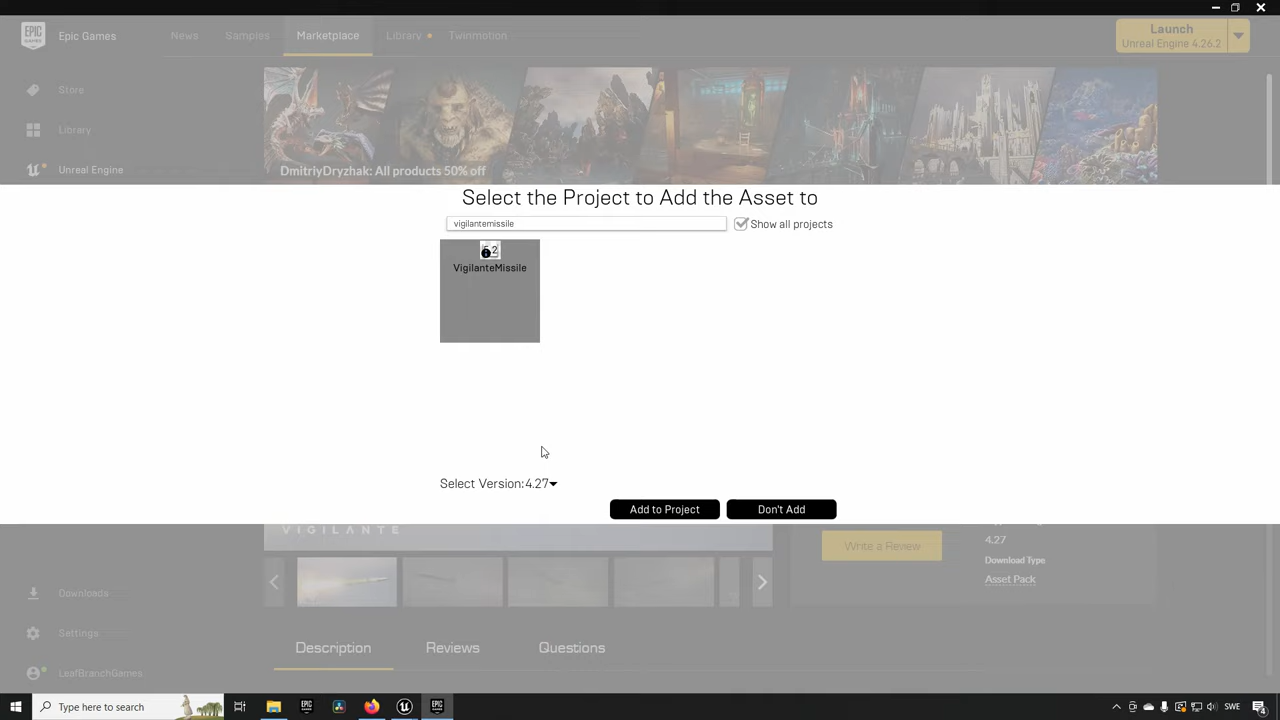 EPIC
GAMES
Epic Games
News
Samples
Marketplace
Library
Twinmotion
Launch
Unreal Engine 4.26.2
Store
Library
Unreal Engine
DmitriyDryzhak: All products 50% off
Select the Project to Add the Asset to
vigilantemissile
Show all projects
VigilanteMissile
Select Version: 4.27
Add to Project
Don't Add
VIGILANTE
Write a Review
4.27
Download Type
Asset Pack
Downloads
Settings
LeafBranchGames
Description
Reviews
Questions
Type here to search
SWE
4